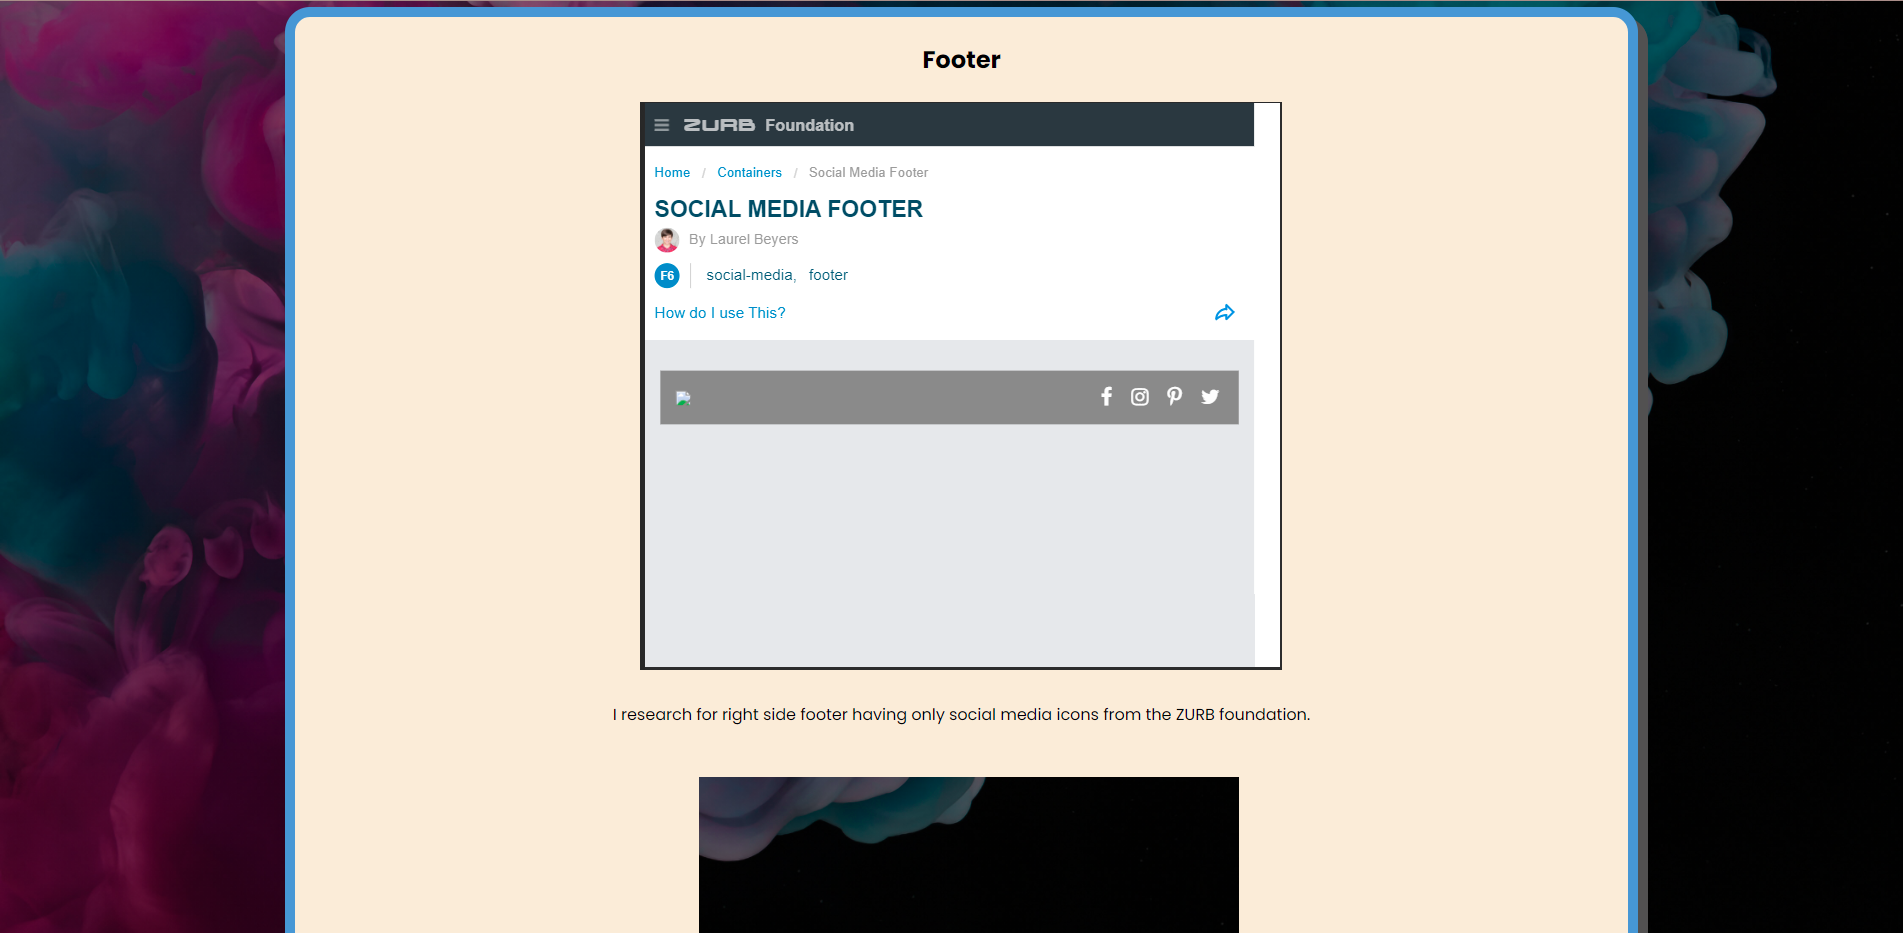 Footer
ZURB Foundation
Home / Containers / Social Media Footer
SOCIAL MEDIA FOOTER
By Laurel Beyers
F6 social-media, footer
How do I use This?
I research for right side footer having only social media icons from the ZURB foundation.